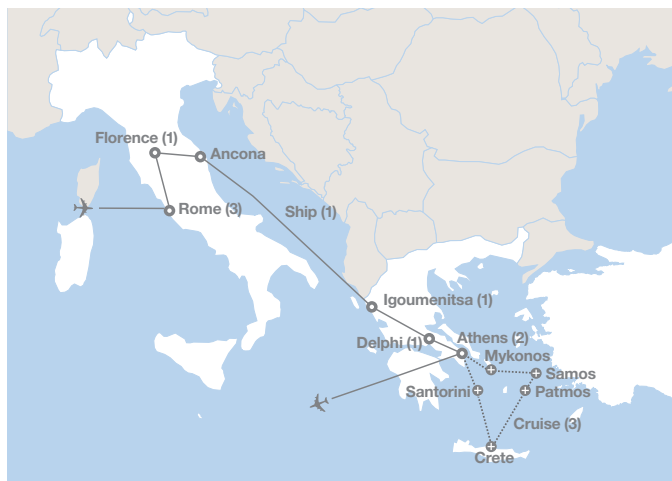 Florence (1)
Ancona
Rome (3)
Ship (1)
Igoumenitsa (1)
Delphi (1)
Athens (2)
Mykonos
Samos
Santorini
Patmos
Cruise (3)
Crete